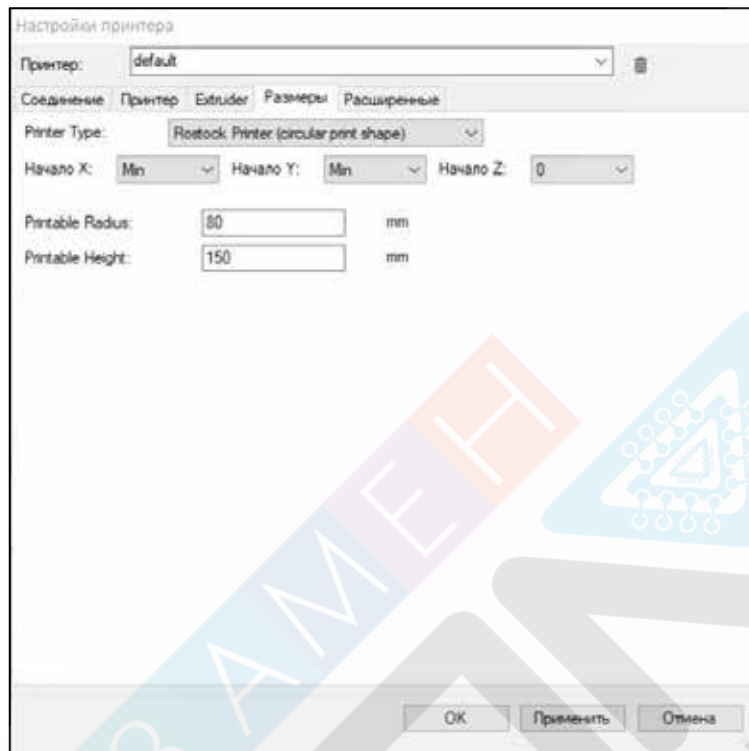 Настройки принтера
Принтер: default
Соединение Принтер Extruder Размеры Расширенные
Printer Type: Rostock Printer (circular print shape)
Начало X: Min Начало Y: Min Начало Z: 0
Printable Radius: 80 mm
Printable Height: 150 mm
ЗАМЕН
OK Применить Отмена